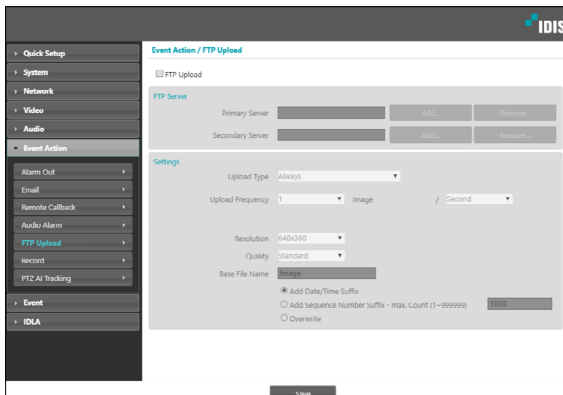 IDIS
Quick Setup
System
Network
Video
Audio
Event Action
Alarm Out
Email
Remote Callback
Audio Alarm
FTP Upload
Record
PTZ AI Tracking
Event
IDLA
Event Action / FTP Upload
FTP Upload
FTP Server
Primary Server Add... Remove...
Secondary Server Add... Remove...
Settings
Upload Type Always
Upload Frequency 1 Image / Second
Resolution 640x360
Quality Standard
Base File Name Image
Add Date/Time Suffix
Add Sequence Number Suffix - max. Count (1~999999) 1000
Overwrite
Save